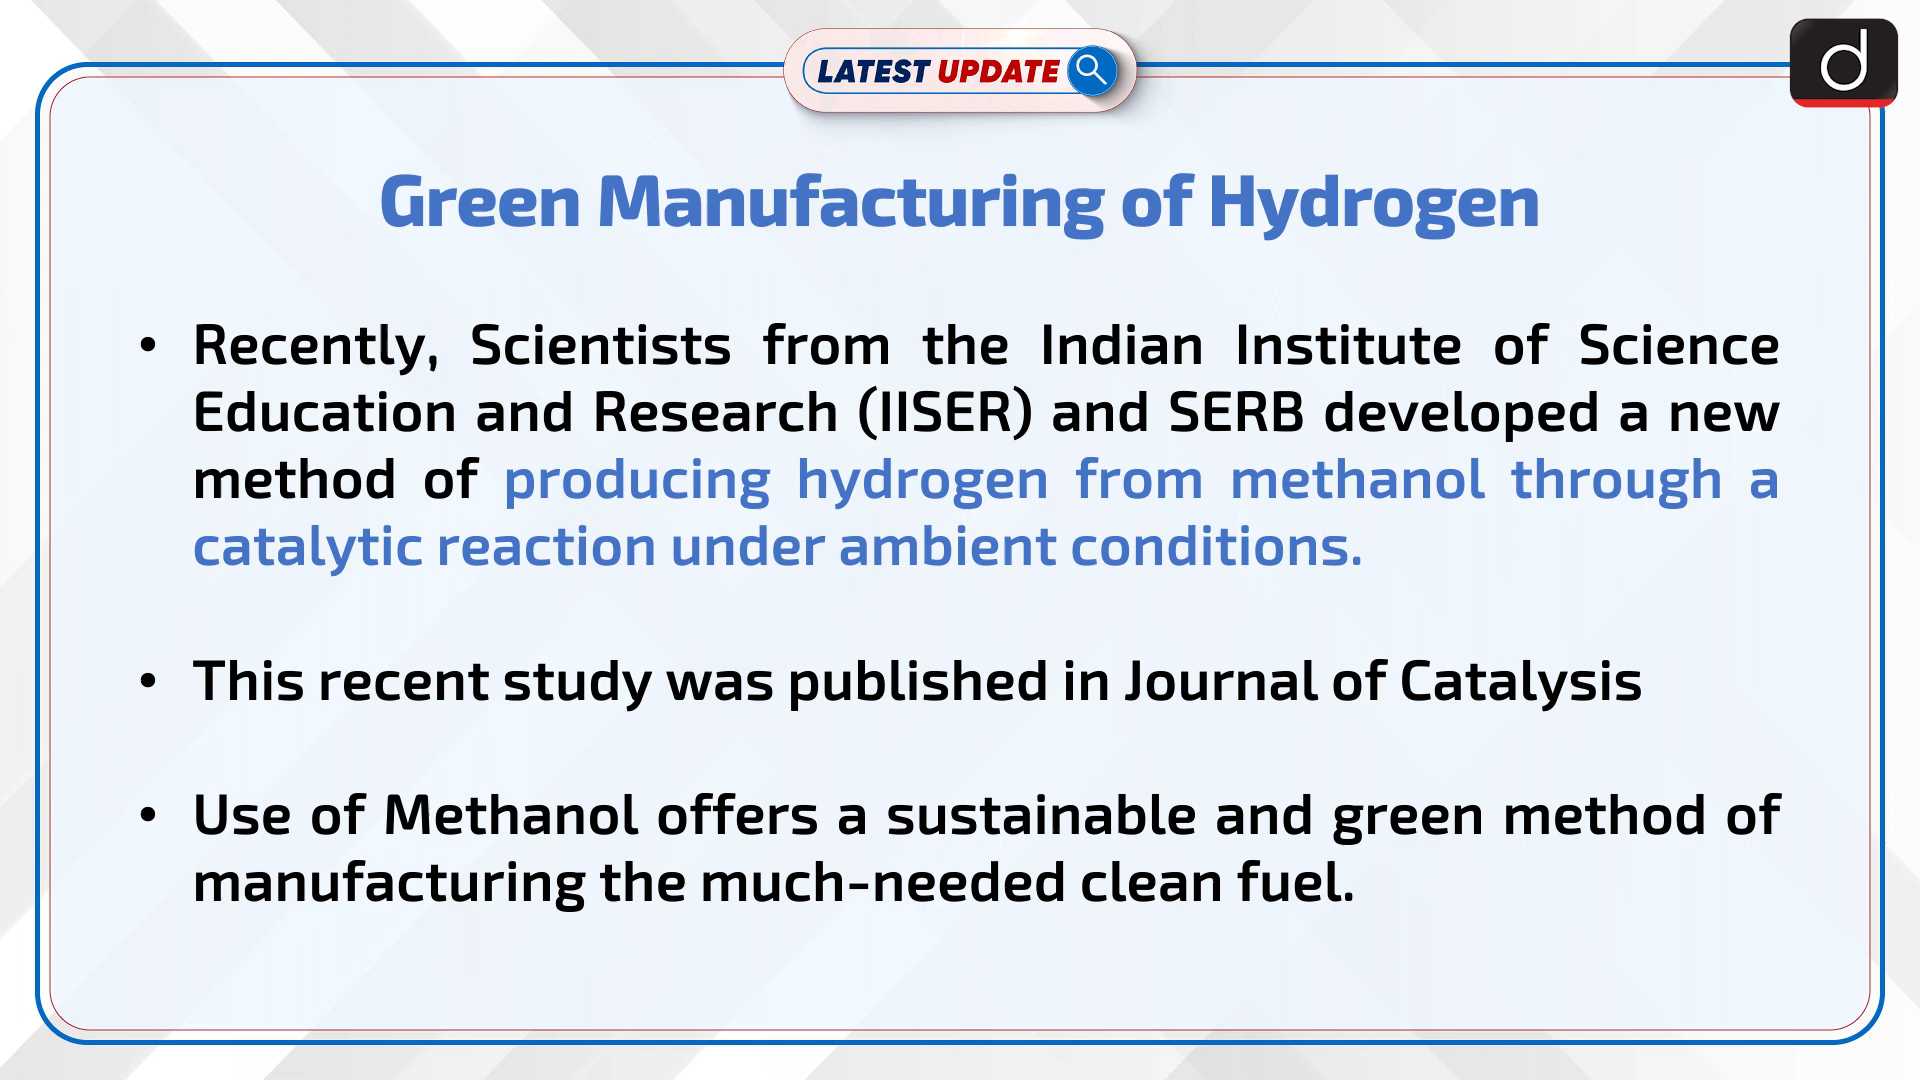 LATEST UPDATE
d
Green Manufacturing of Hydrogen
• Recently, Scientists from the Indian Institute of Science
Education and Research (IISER) and SERB developed a new
method of producing hydrogen from methanol through a
catalytic reaction under ambient conditions.
• This recent study was published in Journal of Catalysis
• Use of Methanol offers a sustainable and green method of
manufacturing the much-needed clean fuel.